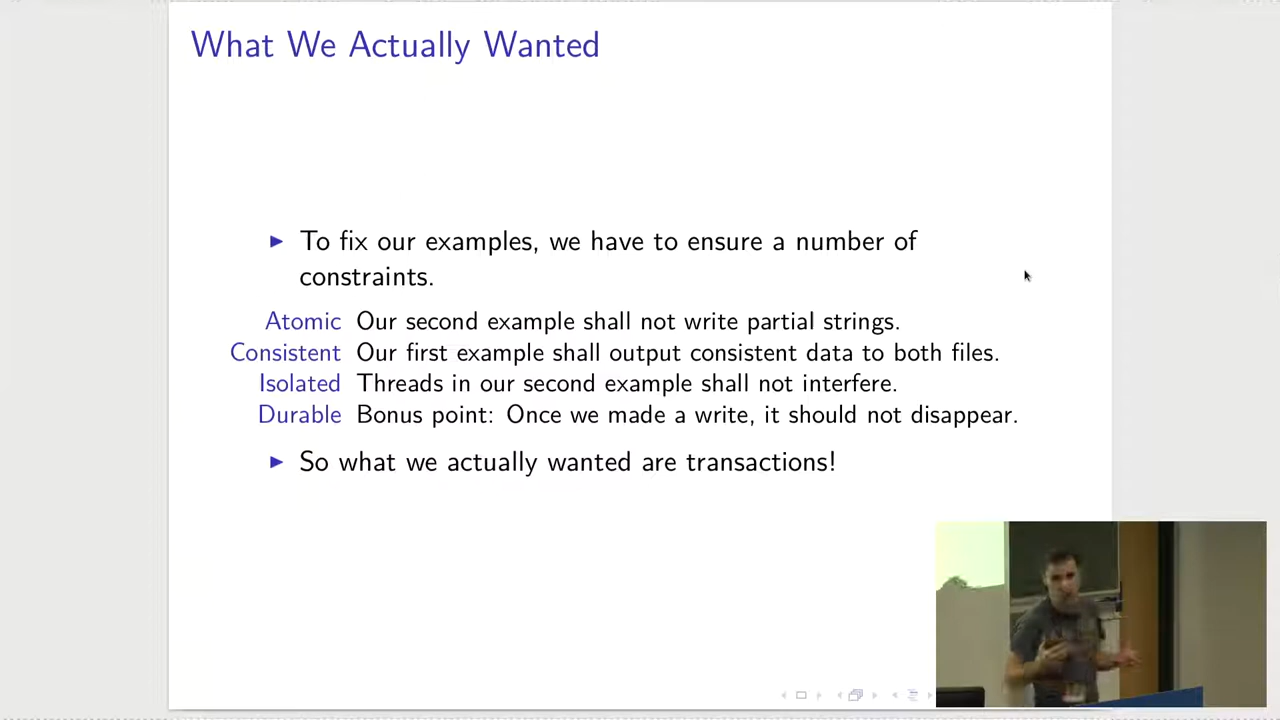 What We Actually Wanted
▶ To fix our examples, we have to ensure a number of
constraints.
Atomic Our second example shall not write partial strings.
Consistent Our first example shall output consistent data to both files.
Isolated Threads in our second example shall not interfere.
Durable Bonus point: Once we made a write, it should not disappear.
▶ So what we actually wanted are transactions!